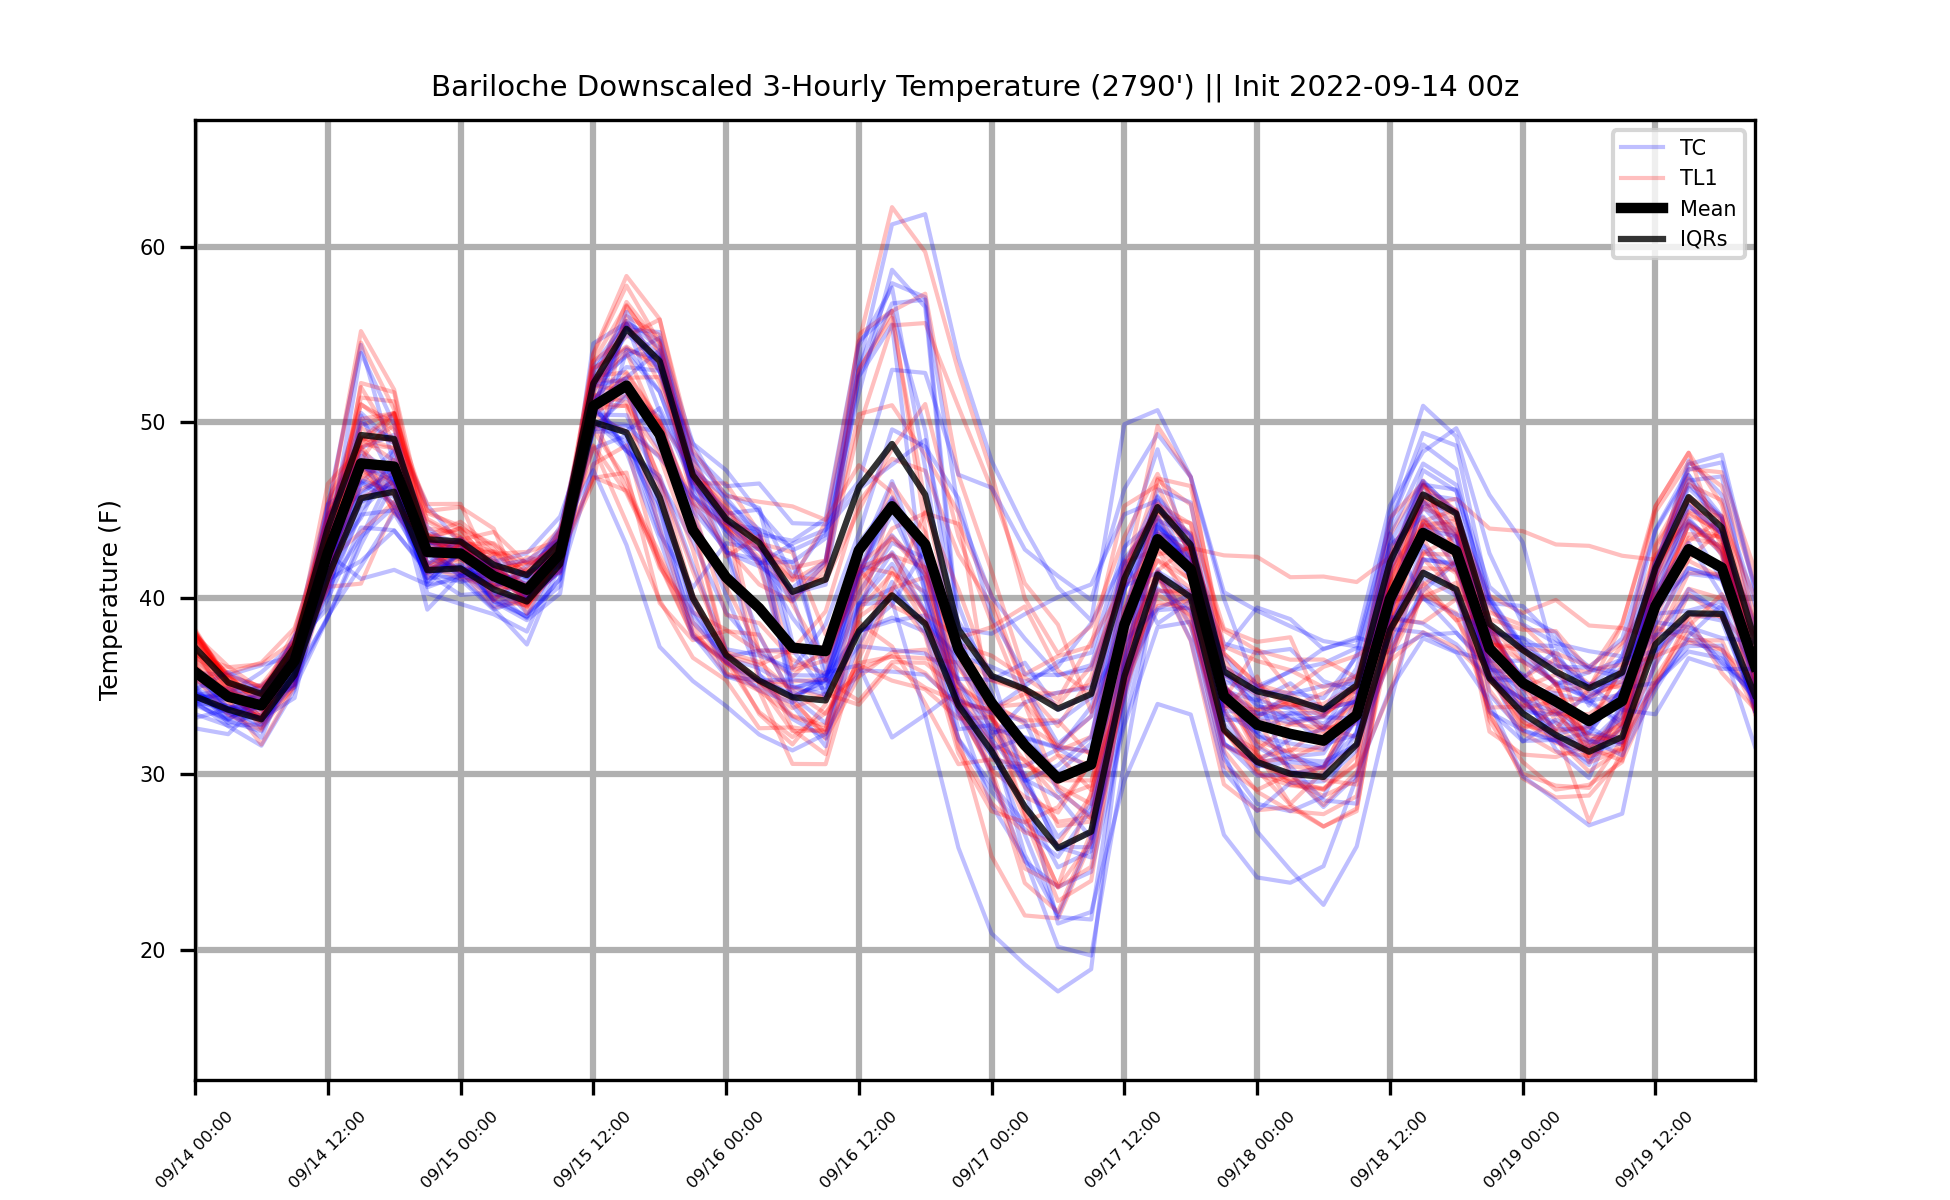 Bariloche Downscaled 3-Hourly Temperature (2790') || Init 2022-09-14 00z
TC
TL1
Mean
IQRs
Temperature (F)
60
50
40
30
20
09/14 00:00
09/14 12:00
09/15 00:00
09/15 12:00
09/16 00:00
09/16 12:00
09/17 00:00
09/17 12:00
09/18 00:00
09/18 12:00
09/19 00:00
09/19 12:00